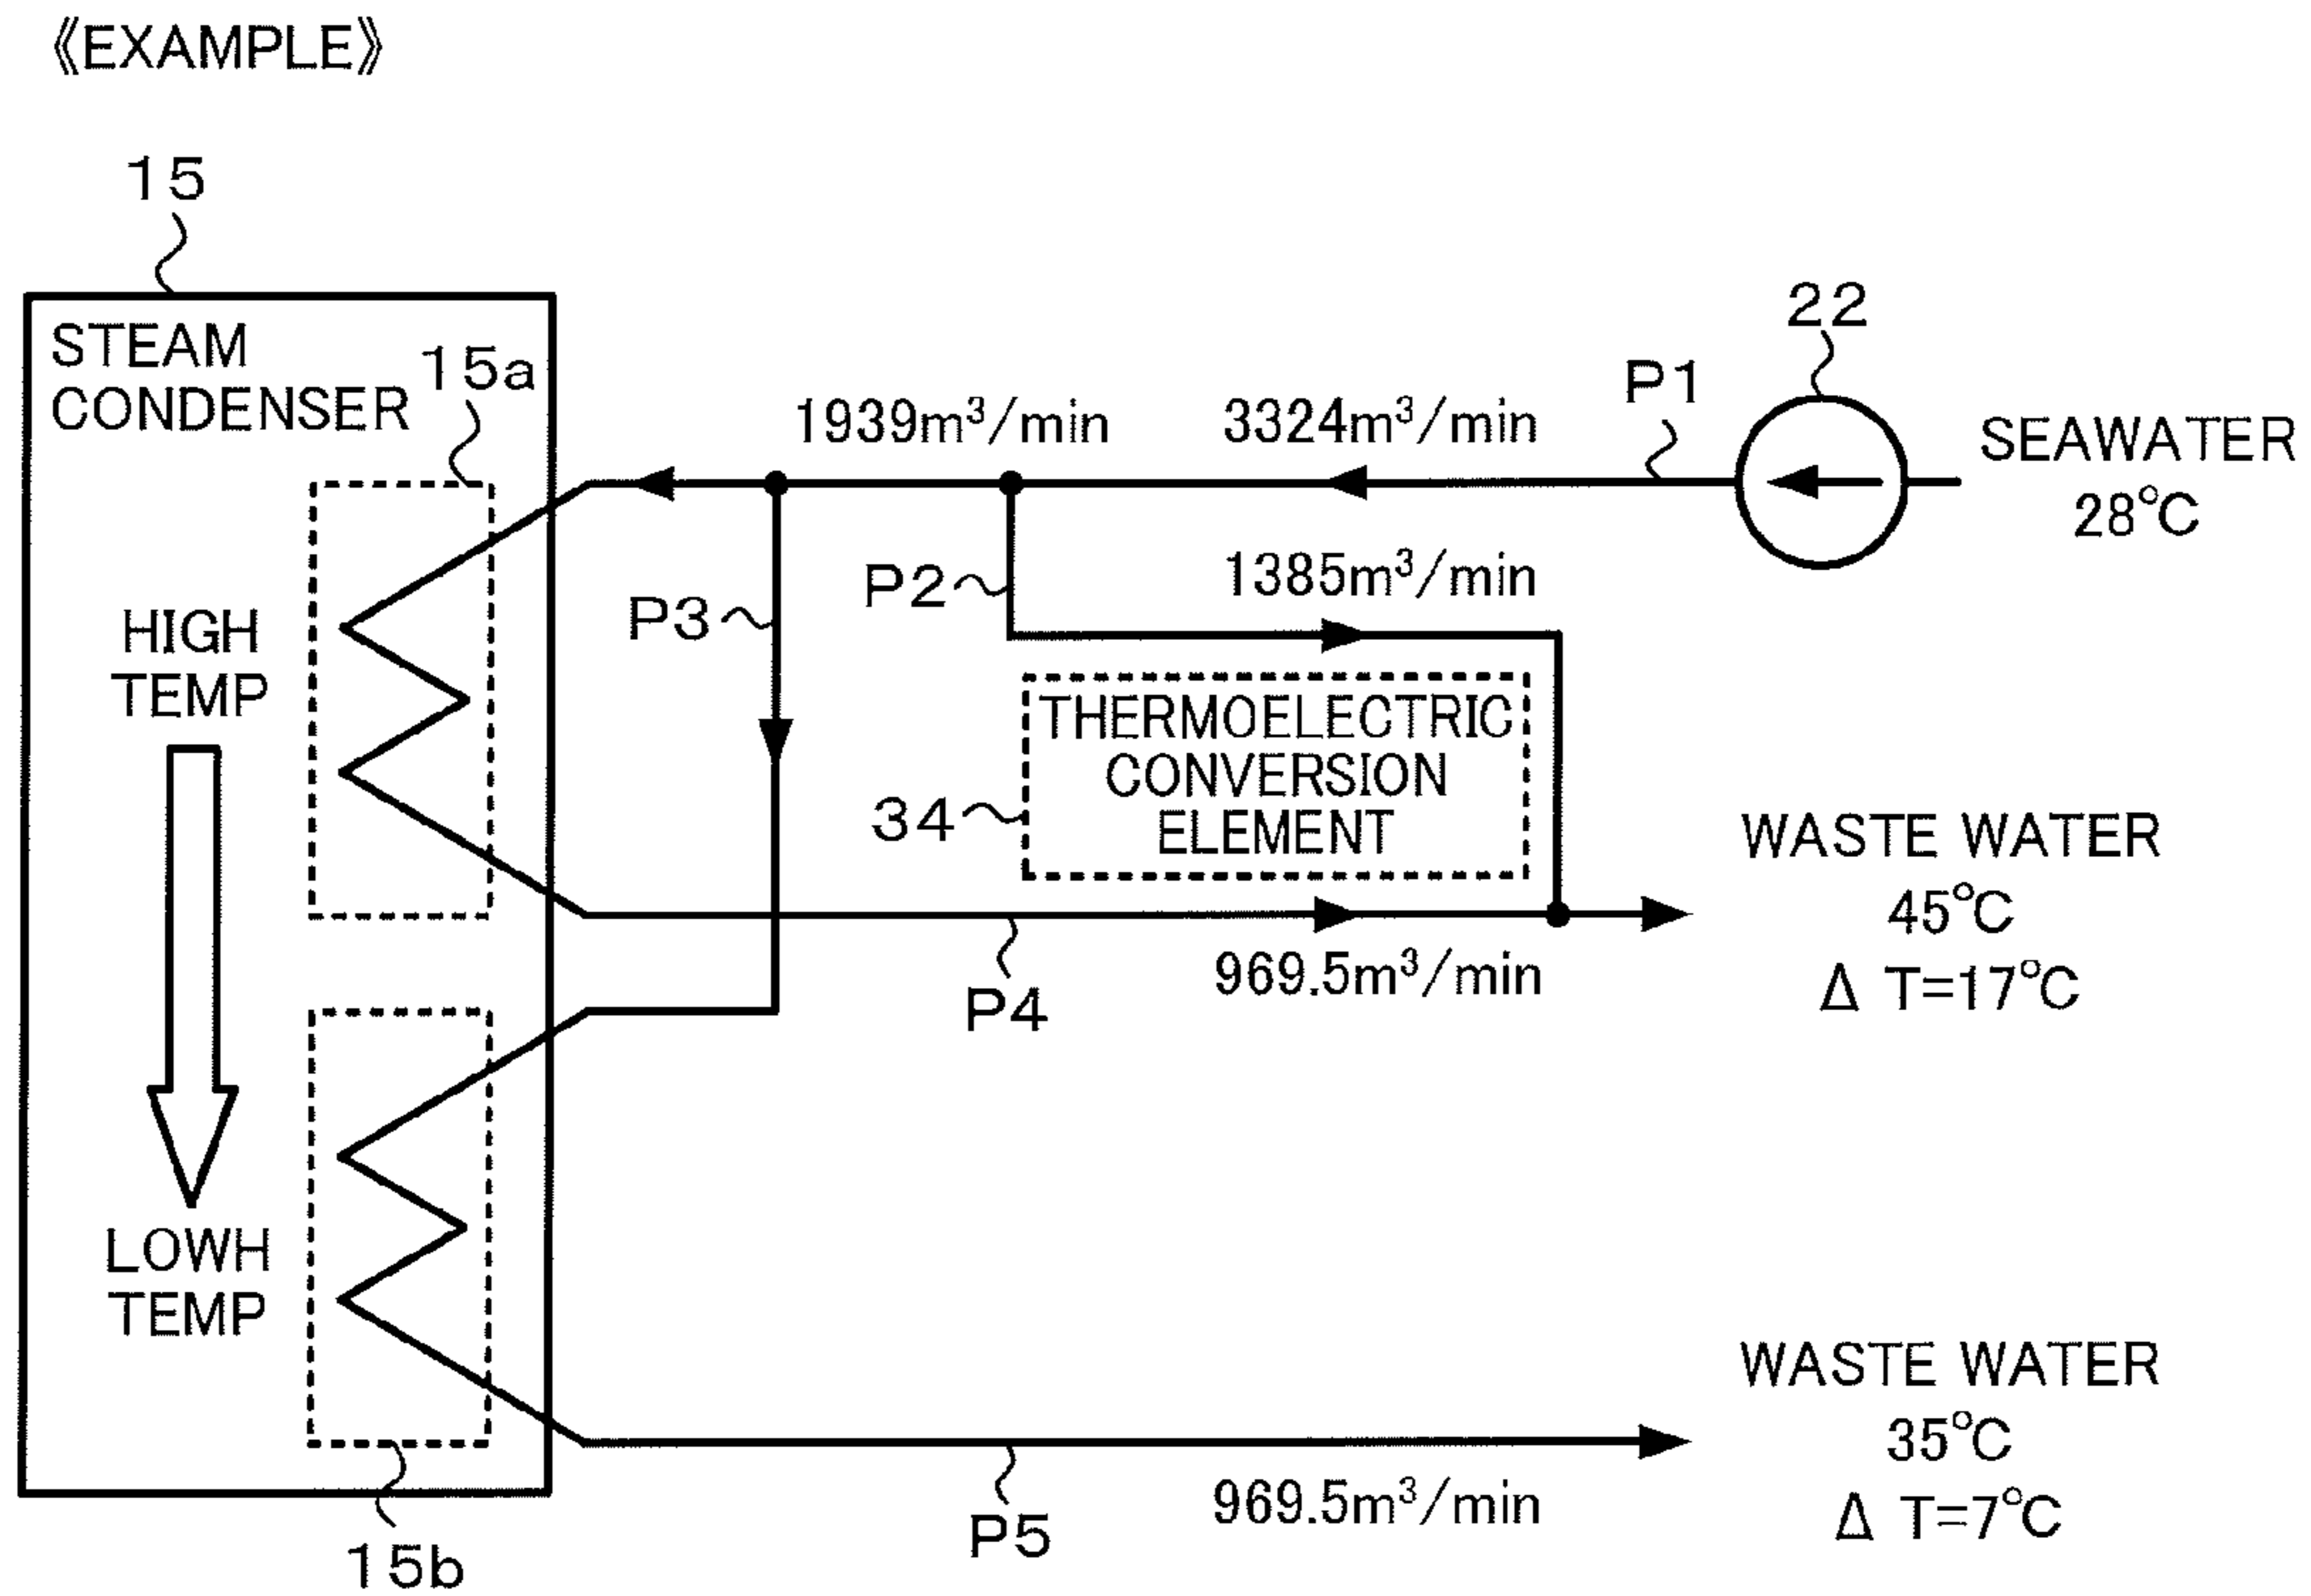 《EXAMPLE》
15
STEAM
CONDENSER
15a
HIGH
TEMP
LOWH
TEMP
15b
1939m³/min
3324m³/min
P1
22
SEAWATER
28°C
P3
P2
1385m³/min
THERMOELECTRIC
CONVERSION
ELEMENT
34
WASTE WATER
45°C
Δ T=17°C
P4
969.5m³/min
WASTE WATER
35°C
Δ T=7°C
P5
969.5m³/min